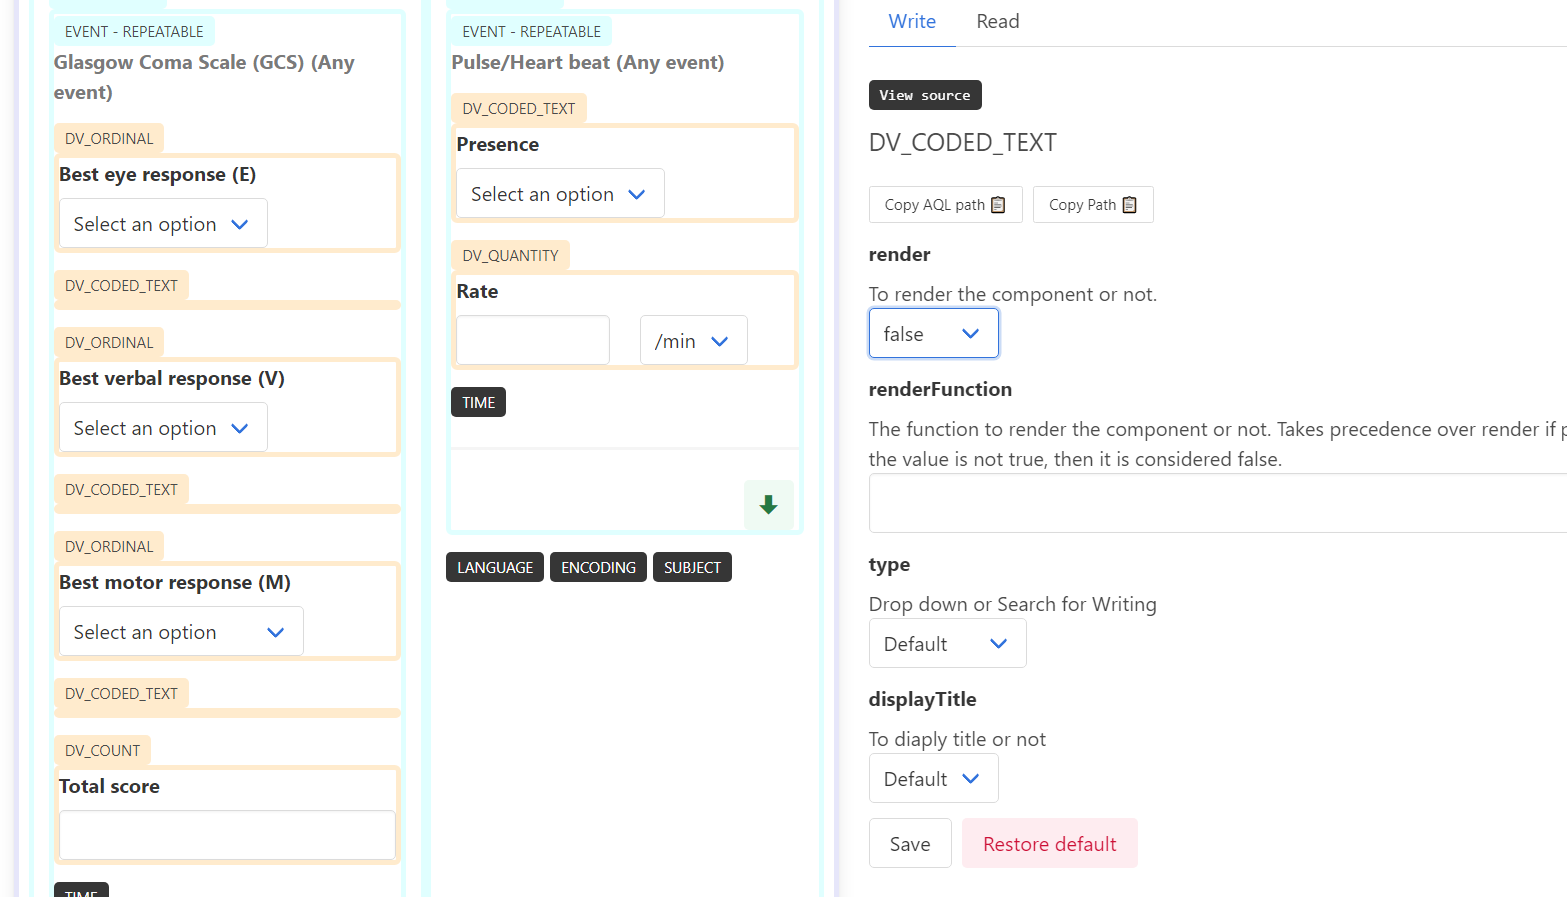 EVENT - REPEATABLE
Glasgow Coma Scale (GCS) (Any
event)
DV_ORDINAL
Best eye response (E)
Select an option
DV_CODED_TEXT
DV_ORDINAL
Best verbal response (V)
Select an option
DV_CODED_TEXT
DV_ORDINAL
Best motor response (M)
Select an option
DV_CODED_TEXT
DV_COUNT
Total score
TIME
EVENT - REPEATABLE
Pulse/Heart beat (Any event)
DV_CODED_TEXT
Presence
Select an option
DV_QUANTITY
Rate
/min
TIME
LANGUAGE ENCODING SUBJECT
Write Read
View source
DV_CODED_TEXT
Copy AQL path Copy Path
render
To render the component or not.
false
renderFunction
The function to render the component or not. Takes precedence over render if
the value is not true, then it is considered false.
type
Drop down or Search for Writing
Default
displayTitle
To diaply title or not
Default
Save Restore default